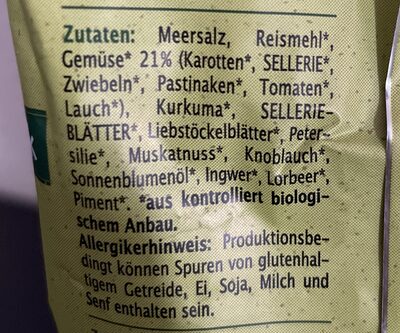 Zutaten: Meersalz, Reismehl*,
Gemüse* 21% (Karotten*, SELLERIE*,
Zwiebeln*, Pastinaken*, Tomaten*,
Lauch*), Kurkuma*, SELLERIE-
BLÄTTER*, Liebstöckelblätter*, Peter-
silie*, Muskatnuss*, Knoblauch*,
Sonnenblumenöl*, Ingwer*, Lorbeer*,
Piment*. *aus kontrolliert biologi-
schem Anbau.
Allergikerhinweis: Produktionsbe-
dingt können Spuren von glutenhal-
tigem Getreide, Ei, Soja, Milch und
Senf enthalten sein.